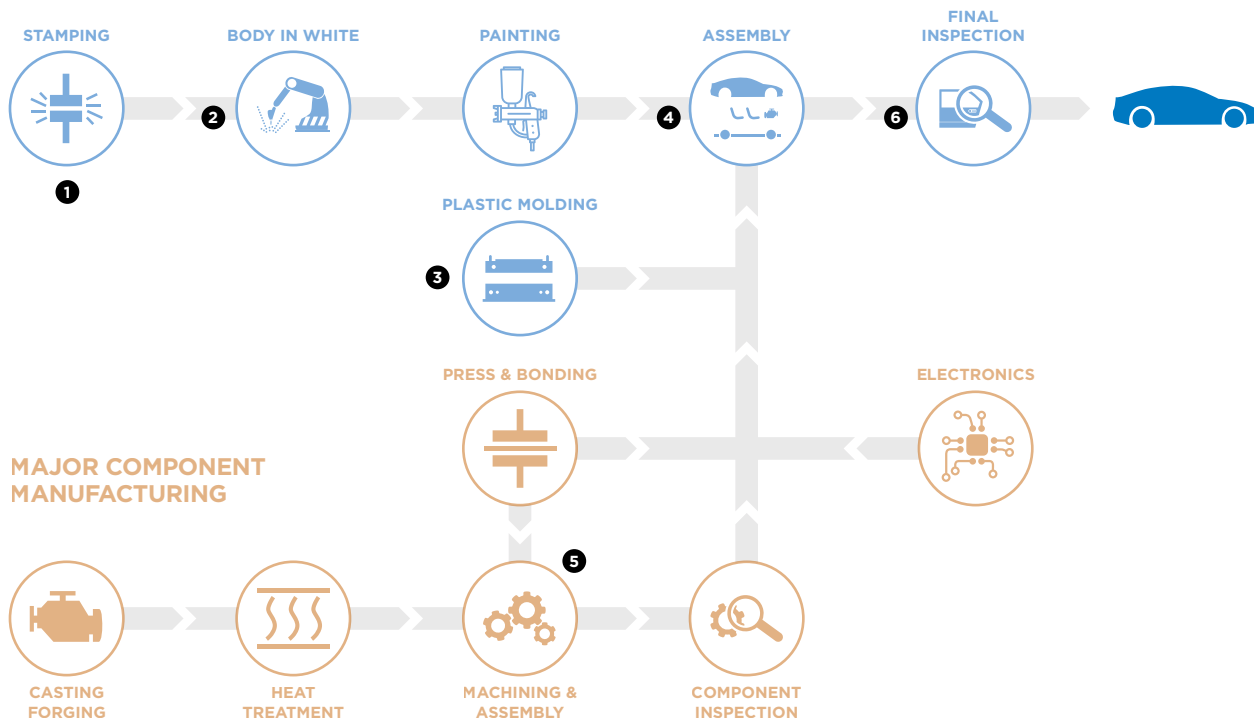 STAMPING
BODY IN WHITE
PAINTING
ASSEMBLY
FINAL
INSPECTION
2
4
6
1
PLASTIC MOLDING
3
PRESS & BONDING
ELECTRONICS
MAJOR COMPONENT
MANUFACTURING
5
CASTING
FORGING
HEAT
TREATMENT
MACHINING &
ASSEMBLY
COMPONENT
INSPECTION